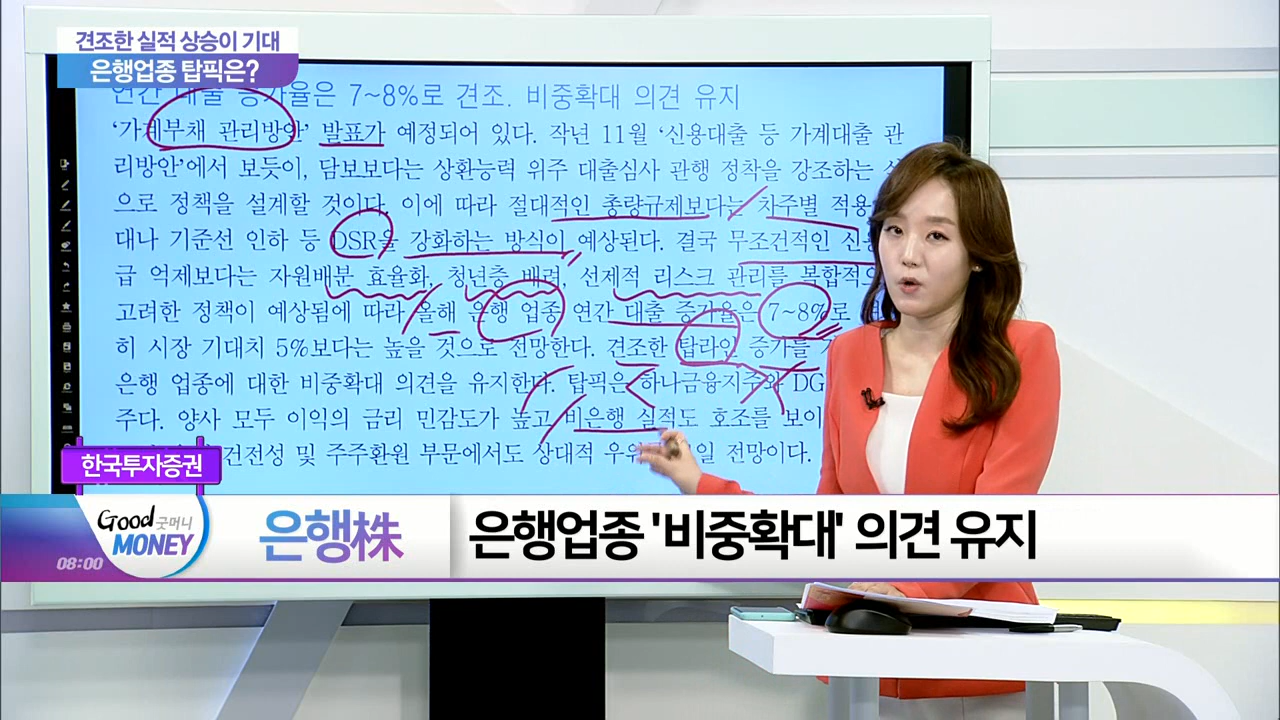 견조한 실적 상승이 기대
은행업종 탑픽은?
연간 대출 증가율은 7~8%로 견조. 비중확대 의견 유지
'가계부채 관리방안' 발표가 예정되어 있다. 작년 11월 '신용대출 등 가계대출 관
리방안'에서 보듯이, 담보보다는 상환능력 위주 대출심사 관행 정착을 강조하는
으로 정책을 설계할 것이다. 이에 따라 절대적인 총량규제보다는 차주별 적용
대나 기준선 인하 등 DSR을 강화하는 방식이 예상된다. 결국 무조건적인 신용
급 억제보다는 자원배분 효율화, 청년층 배려, 선제적 리스크 관리를 복합적으
고려한 정책이 예상됨에 따라 올해 은행 업종 연간 대출 증가율은 7~8%로
히 시장 기대치 5%보다는 높을 것으로 전망한다. 견조한 탑라인 증가를
은행 업종에 대한 비중확대 의견을 유지한다. 탑픽은 하나금융지주와 DG
주다. 양사 모두 이익의 금리 민감도가 높고 비은행 실적도 호조를 보이
건전성 및 주주환원 부문에서도 상대적 우위 일 전망이다.
한국투자증권
Good 굿머니
MONEY
08:00
은행株
은행업종 '비중확대' 의견 유지